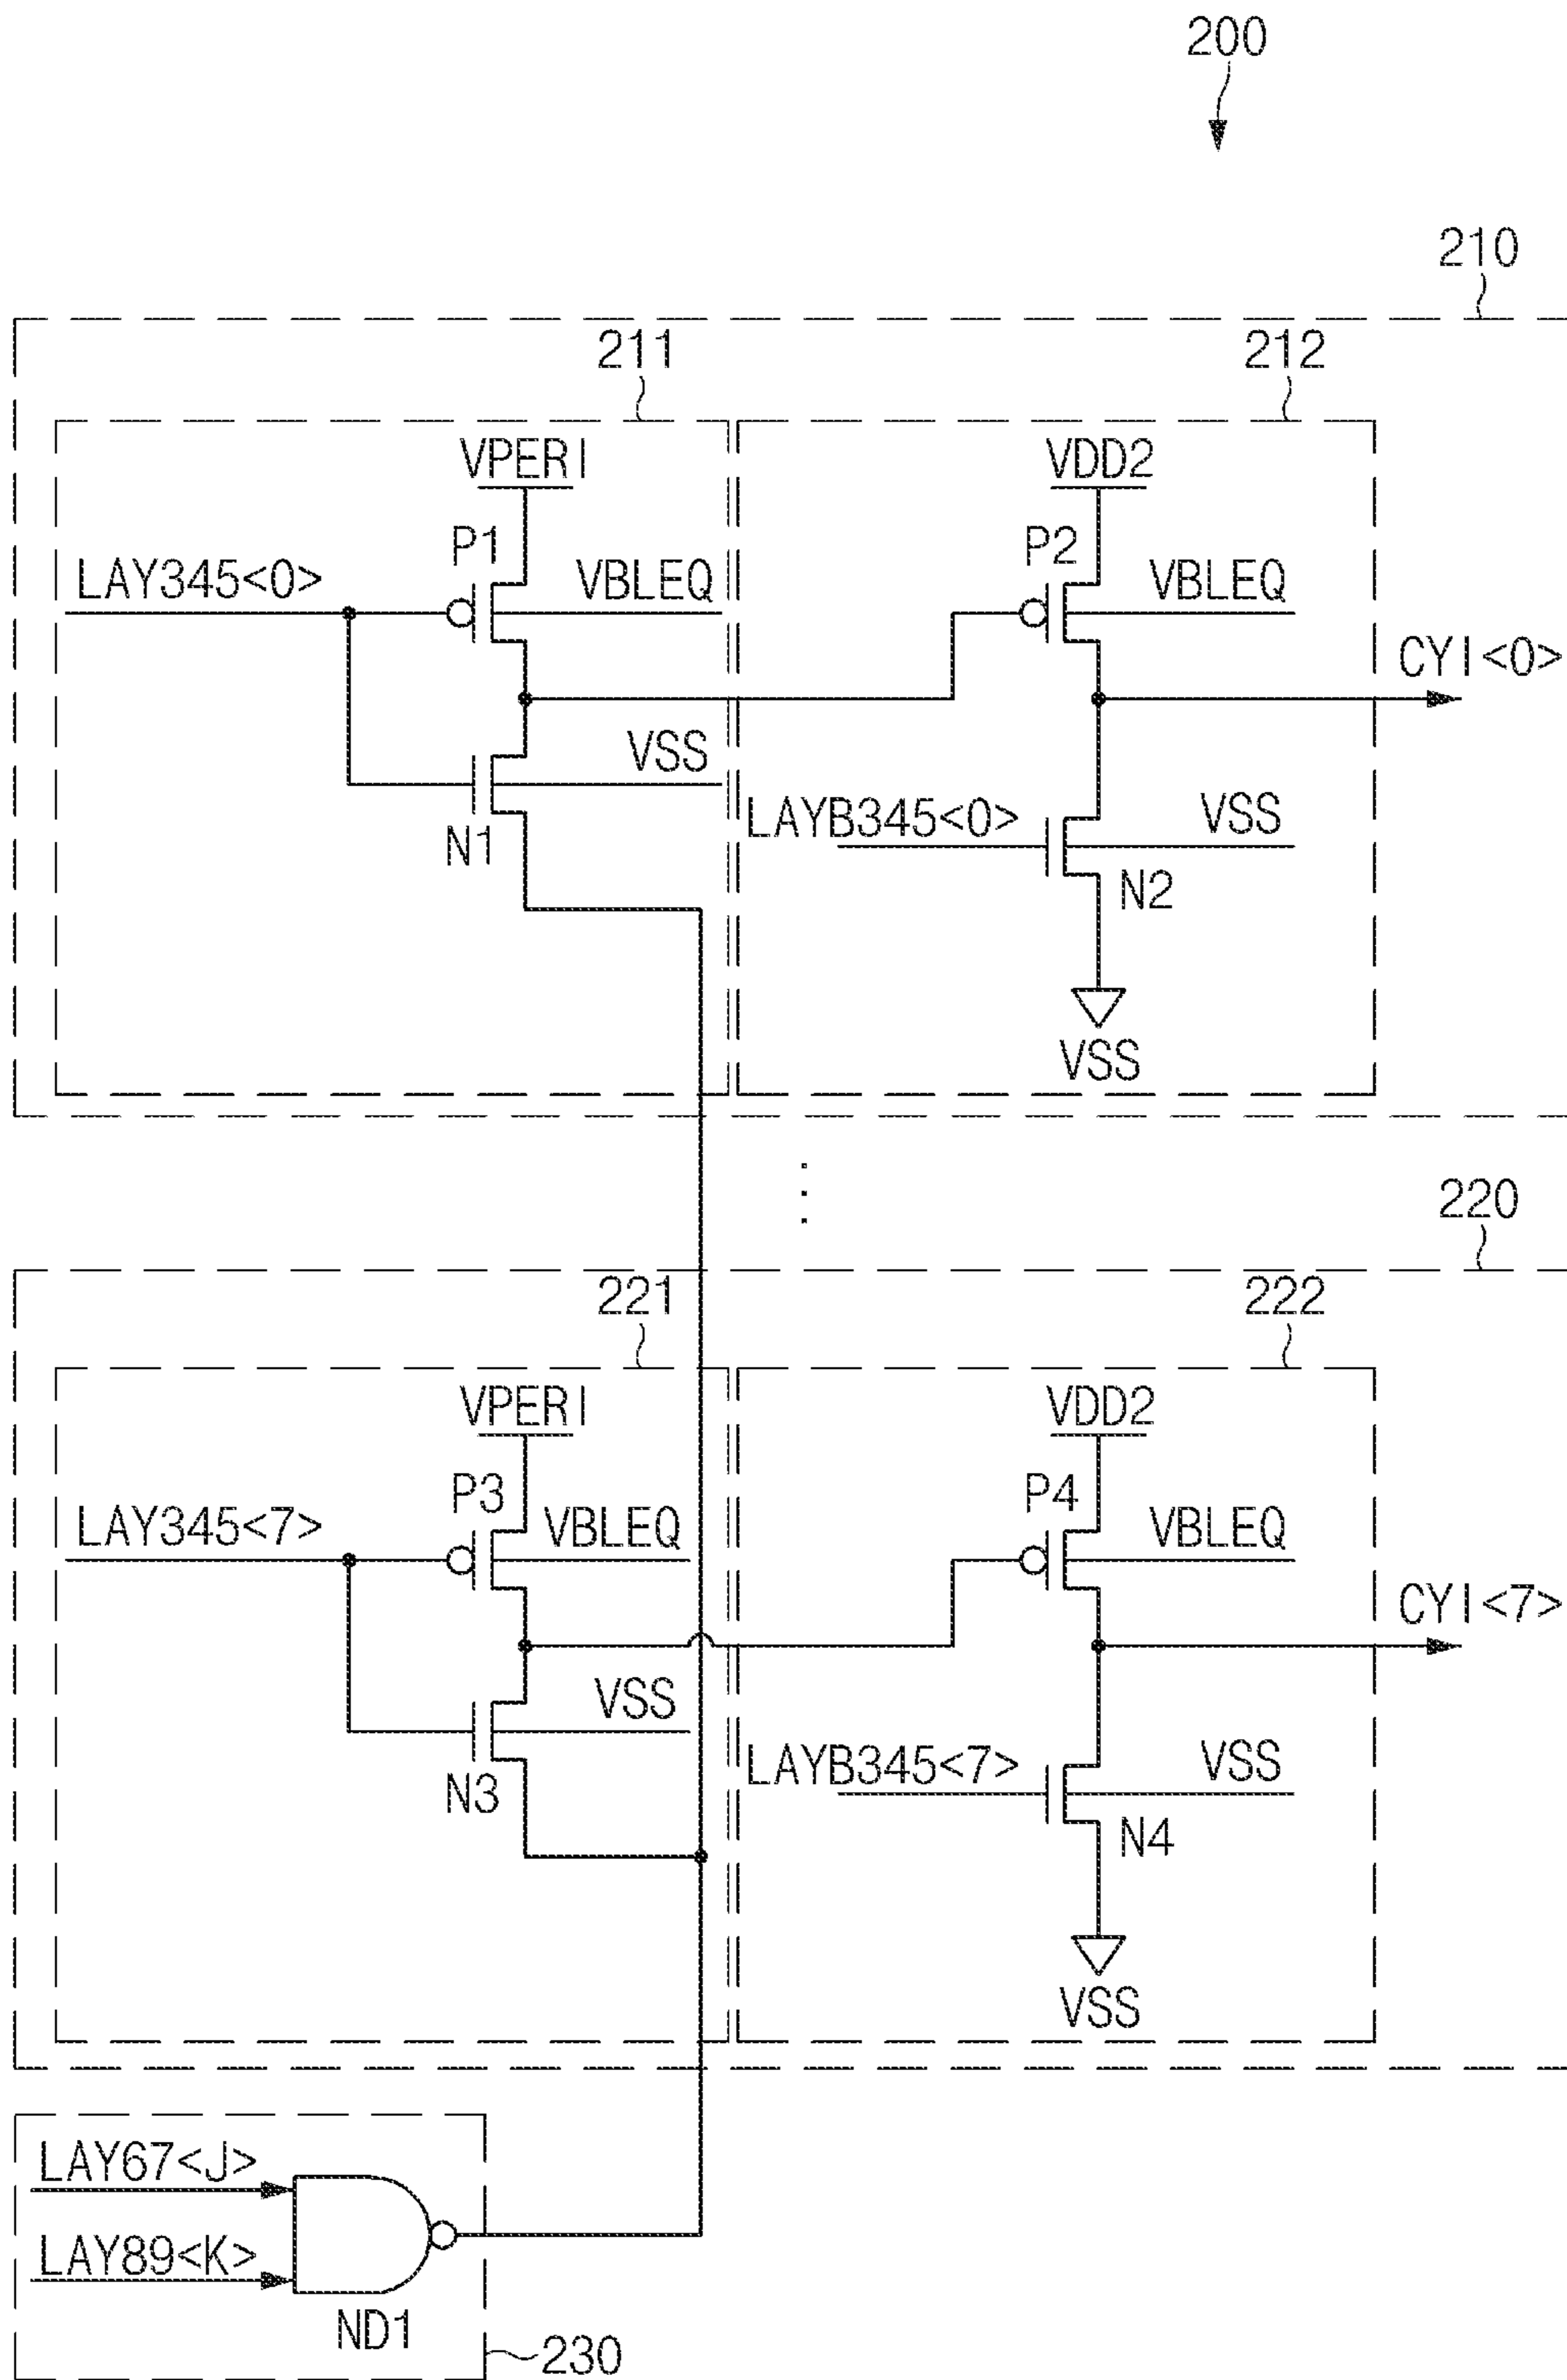 200
210
211
212
VPERI
VDD2
P1
P2
LAY345<0>
VBLEQ
VBLEQ
CYI<0>
VSS
LAYB345<0>
VSS
N1
N2
VSS
220
221
222
VPERI
VDD2
P3
P4
LAY345<7>
VBLEQ
VBLEQ
CYI<7>
VSS
LAYB345<7>
VSS
N3
N4
VSS
LAY67<J>
LAY89<K>
ND1
230